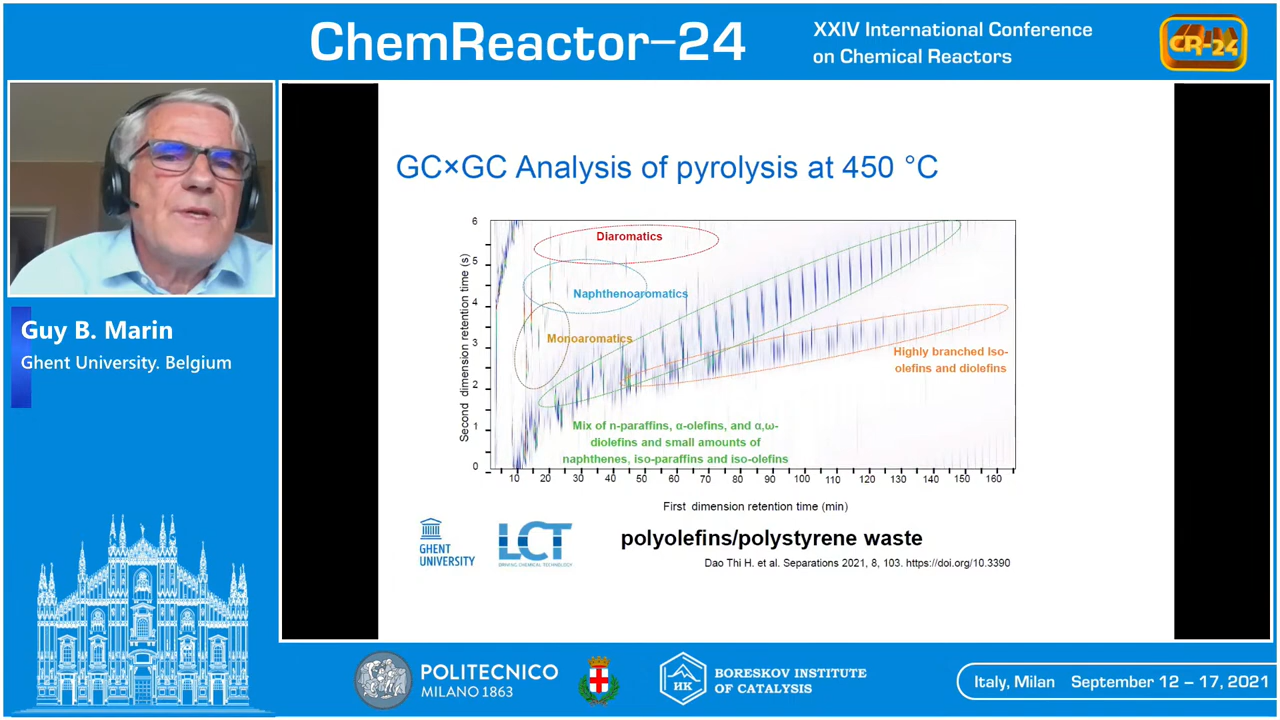 ChemReactor–24
XXIV International Conference
on Chemical Reactors
CR-24
Guy B. Marin
Ghent University. Belgium
GC×GC Analysis of pyrolysis at 450 °C
6
5
4
3
2
1
0
Second dimension retention time (s)
Diaromatics
Naphthenoaromatics
Monoaromatics
Highly branched Iso-
olefins and diolefins
Mix of n-paraffins, α-olefins, and α,ω-
diolefins and small amounts of
naphthenes, iso-paraffins and iso-olefins
10 20 30 40 50 60 70 80 90 100 110 120 130 140 150 160
First dimension retention time (min)
GHENT
UNIVERSITY
LCT
polyolefins/polystyrene waste
Dao Thi H. et al. Separations 2021, 8, 103. https://doi.org/10.3390
POLITECNICO
MILANO 1863
НК
BORESKOV INSTITUTE
OF CATALYSIS
Italy, Milan September 12 – 17, 2021